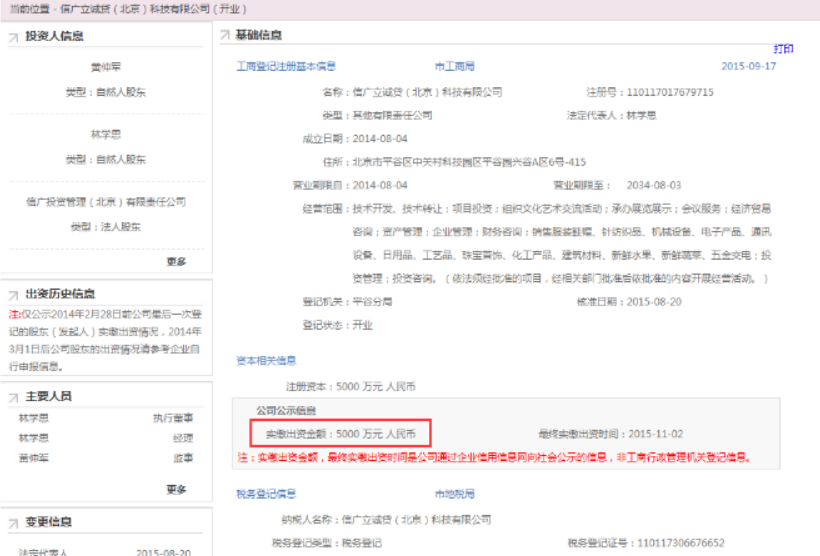 当前位置 - 信广立诚贷（北京）科技有限公司（开业）
投资人信息
黄仲军
类型：自然人股东
林学思
类型：自然人股东
信广投资管理（北京）有限责任公司
类型：法人股东
更多
出资历史信息
注:仅公示2014年2月28日前公司最后一次登
记的股东（发起人）实缴出资情况，2014年
3月1日后公司股东的出资情况请参考企业自
行申报信息。
主要人员
林学思 执行董事
林学思 经理
黄仲军 监事
更多
变更信息
法定代表人 2015-08-20
基础信息
打印
工商登记注册基本信息 市工商局 2015-09-17
名称：信广立诚贷（北京）科技有限公司 注册号：110117017679715
类型：其他有限责任公司 法定代表人：林学思
成立日期：2014-08-04
住所：北京市平谷区中关村科技园区平谷园兴谷A区6号-415
营业期限自：2014-08-04 营业期限至： 2034-08-03
经营范围：技术开发、技术转让；项目投资；组织文化艺术交流活动；承办展览展示；会议服务；经济贸易
咨询；资产管理；企业管理；财务咨询；销售服装鞋帽、针纺织品、机械设备、电子产品、通讯
设备、日用品、工艺品、珠宝首饰、化工产品、建筑材料、新鲜水果、新鲜蔬菜、五金交电；投
资管理；投资咨询。（依法须经批准的项目，经相关部门批准后依批准的内容开展经营活动。）
登记机关：平谷分局 核准日期：2015-08-20
登记状态：开业
资本相关信息
注册资本：5000 万元 人民币
公司公示信息
实缴出资金额：5000 万元 人民币 最终实缴出资时间：2015-11-02
注：实缴出资金额，最终实缴出资时间是公司通过企业信用信息网向社会公示的信息，非工商行政管理机关登记信息。
税务登记信息 市地税局
纳税人名称：信广立诚贷（北京）科技有限公司
税务登记类型：税务登记 税务登记证号：110117306676652